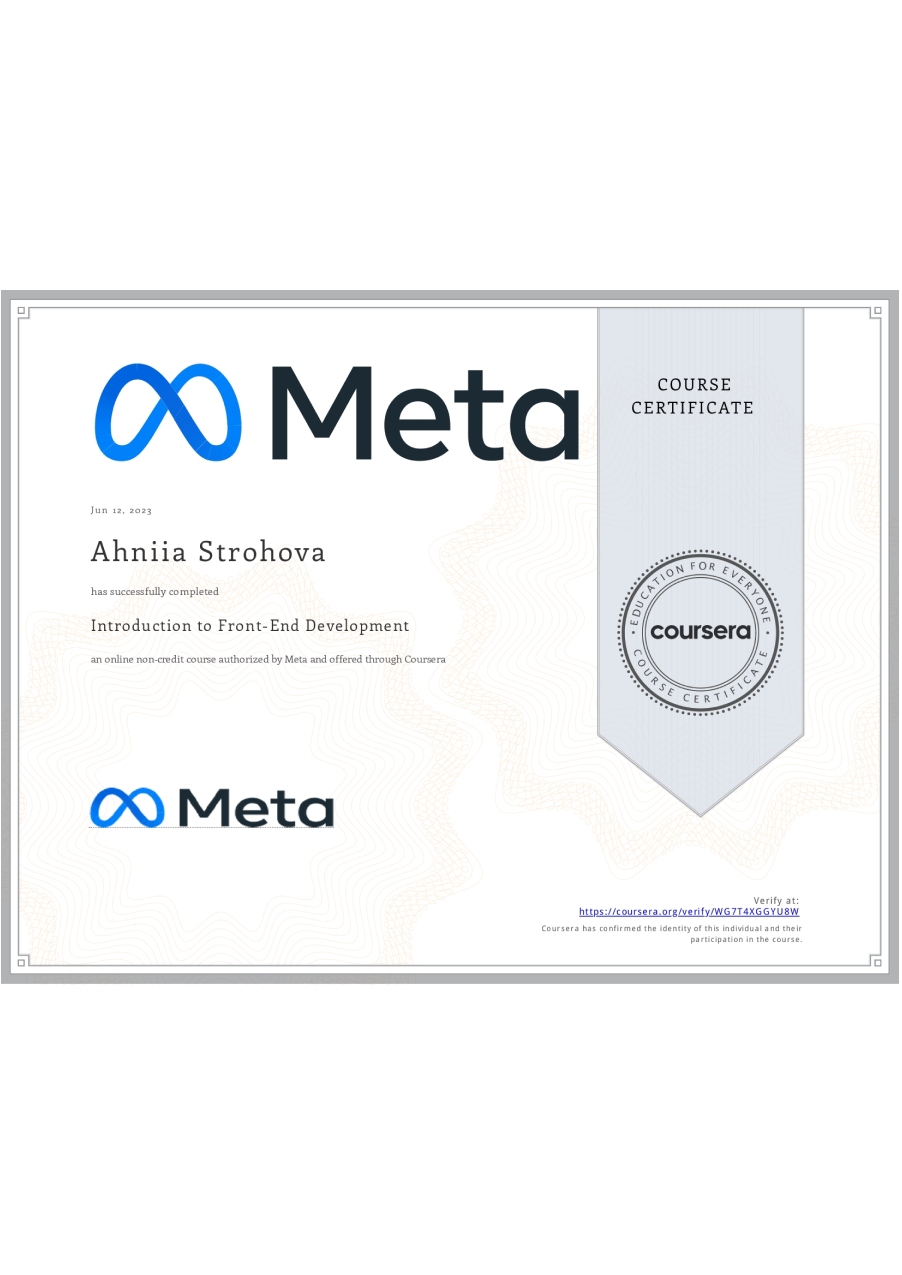 Meta
COURSE
CERTIFICATE
Jun 12, 2023
Ahniia Strohova
has successfully completed
Introduction to Front-End Development
an online non-credit course authorized by Meta and offered through Coursera
EDUCATION FOR EVERYONE
coursera
COURSE CERTIFICATE
Meta
Verify at:
https://coursera.org/verify/WG7T4XGGYU8W
Coursera has confirmed the identity of this individual and their
participation in the course.